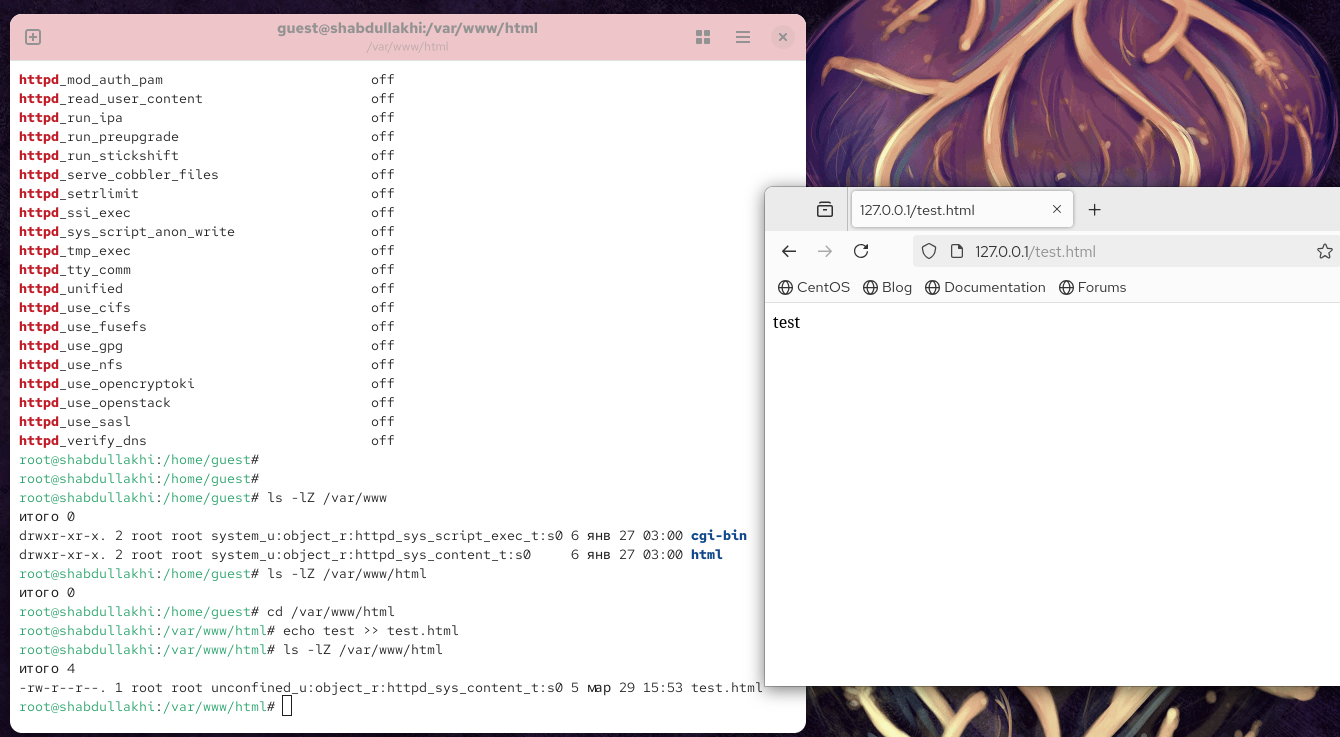 guest@shabdullakhi:/var/www/html
/var/www/html
httpd_mod_auth_pam off
httpd_read_user_content off
httpd_run_ipa off
httpd_run_preupgrade off
httpd_run_stickshift off
httpd_serve_cobbler_files off
httpd_setrlimit off
httpd_ssi_exec off
httpd_sys_script_anon_write off
httpd_tmp_exec off
httpd_tty_comm off
httpd_unified off
httpd_use_cifs off
httpd_use_fusefs off
httpd_use_gpg off
httpd_use_nfs off
httpd_use_opencryptoki off
httpd_use_openstack off
httpd_use_sasl off
httpd_verify_dns off
root@shabdullakhi:/home/guest#
root@shabdullakhi:/home/guest#
root@shabdullakhi:/home/guest# ls -lZ /var/www
итого 0
drwxr-xr-x. 2 root root system_u:object_r:httpd_sys_script_exec_t:s0 6 янв 27 03:00 cgi-bin
drwxr-xr-x. 2 root root system_u:object_r:httpd_sys_content_t:s0 6 янв 27 03:00 html
root@shabdullakhi:/home/guest# ls -lZ /var/www/html
итого 0
root@shabdullakhi:/home/guest# cd /var/www/html
root@shabdullakhi:/var/www/html# echo test >> test.html
root@shabdullakhi:/var/www/html# ls -lZ /var/www/html
итого 4
-rw-r--r--. 1 root root unconfined_u:object_r:httpd_sys_content_t:s0 5 мар 29 15:53 test.html
root@shabdullakhi:/var/www/html#
127.0.0.1/test.html
127.0.0.1/test.html
CentOS Blog Documentation Forums
test